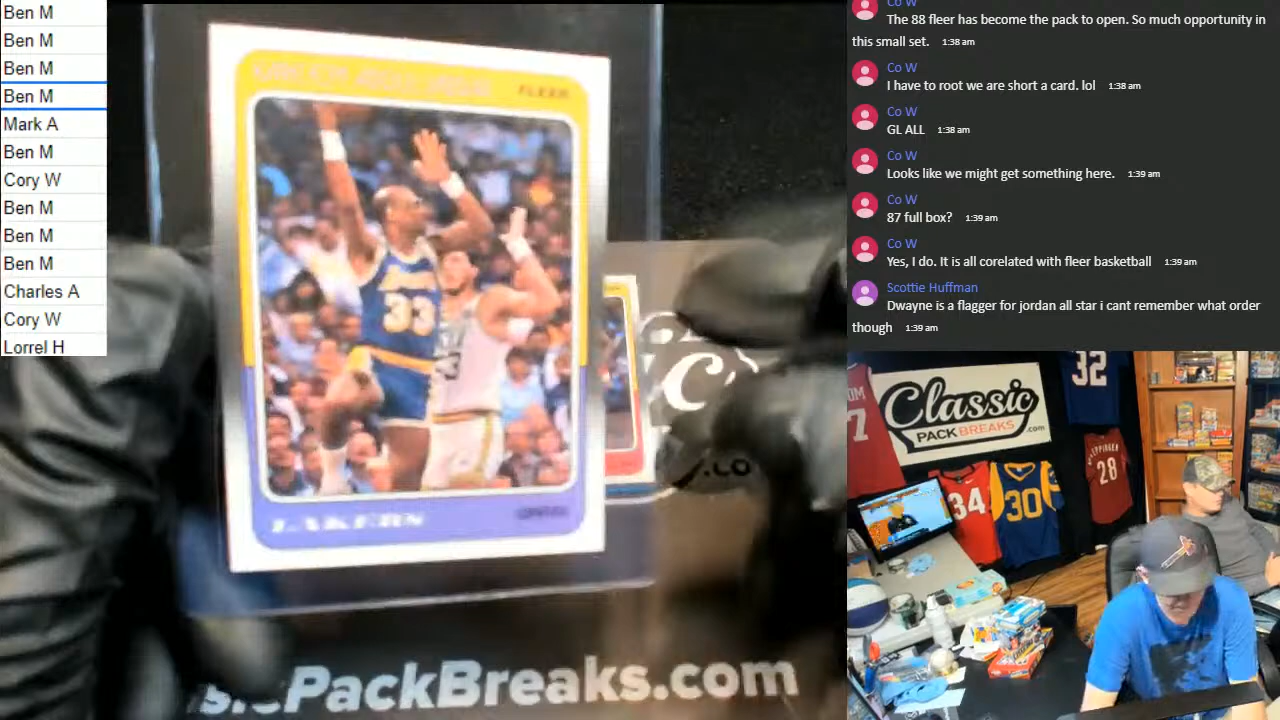 Ben M
Ben M
Ben M
Ben M
Mark A
Ben M
Cory W
Ben M
Ben M
Ben M
Charles A
Cory W
Lorrel H
FLEER
33
LAKERS
CENTER
C
.co
PackBreaks.com
Co W
The 88 fleer has become the pack to open. So much opportunity in
this small set. 1:38 am
Co W
I have to root we are short a card. lol 1:38 am
Co W
GL ALL 1:38 am
Co W
Looks like we might get something here. 1:39 am
Co W
87 full box? 1:39 am
Co W
Yes, I do. It is all corelated with fleer basketball 1:39 am
Scottie Huffman
Dwayne is a flagger for jordan all star i cant remember what order
though 1:39 am
Classic
PACK BREAKS .com
32
7
34
30
28